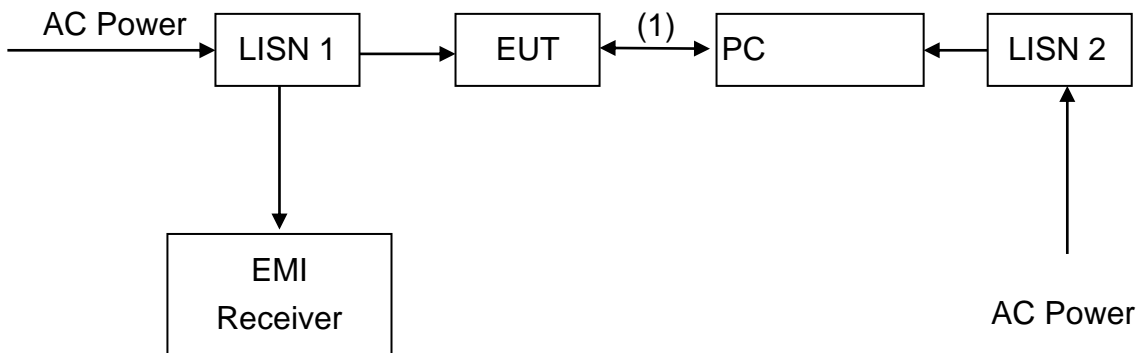 AC Power
LISN 1
EUT
(1)
PC
LISN 2
EMI
Receiver
AC Power